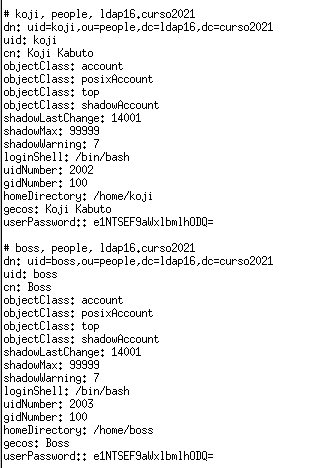 # koji, people, ldap16.curso2021
dn: uid=koji,ou=people,dc=ldap16,dc=curso2021
uid: koji
cn: Koji Kabuto
objectClass: account
objectClass: posixAccount
objectClass: top
objectClass: shadowAccount
shadowLastChange: 14001
shadowMax: 99999
shadowWarning: 7
loginShell: /bin/bash
uidNumber: 2002
gidNumber: 100
homeDirectory: /home/koji
gecos: Koji Kabuto
userPassword:: e1NTSEF9aWxlbmlhODQ=
# boss, people, ldap16.curso2021
dn: uid=boss,ou=people,dc=ldap16,dc=curso2021
uid: boss
cn: Boss
objectClass: account
objectClass: posixAccount
objectClass: top
objectClass: shadowAccount
shadowLastChange: 14001
shadowMax: 99999
shadowWarning: 7
loginShell: /bin/bash
uidNumber: 2003
gidNumber: 100
homeDirectory: /home/boss
gecos: Boss
userPassword:: e1NTSEF9aWxlbmlhODQ=